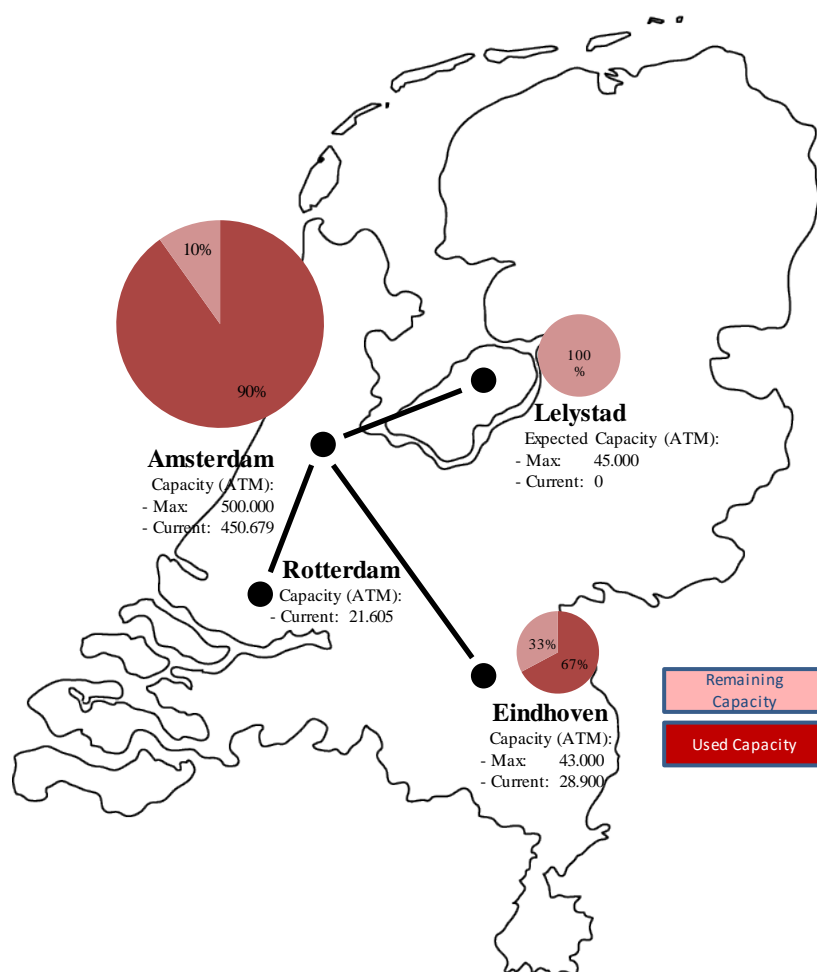 10%
90%
Amsterdam
Capacity (ATM):
- Max: 500.000
- Current: 450.679
100
%
Lelystad
Expected Capacity (ATM):
- Max: 45.000
- Current: 0
Rotterdam
Capacity (ATM):
- Current: 21.605
33%
67%
Eindhoven
Capacity (ATM):
- Max: 43.000
- Current: 28.900
Remaining
Capacity
Used Capacity